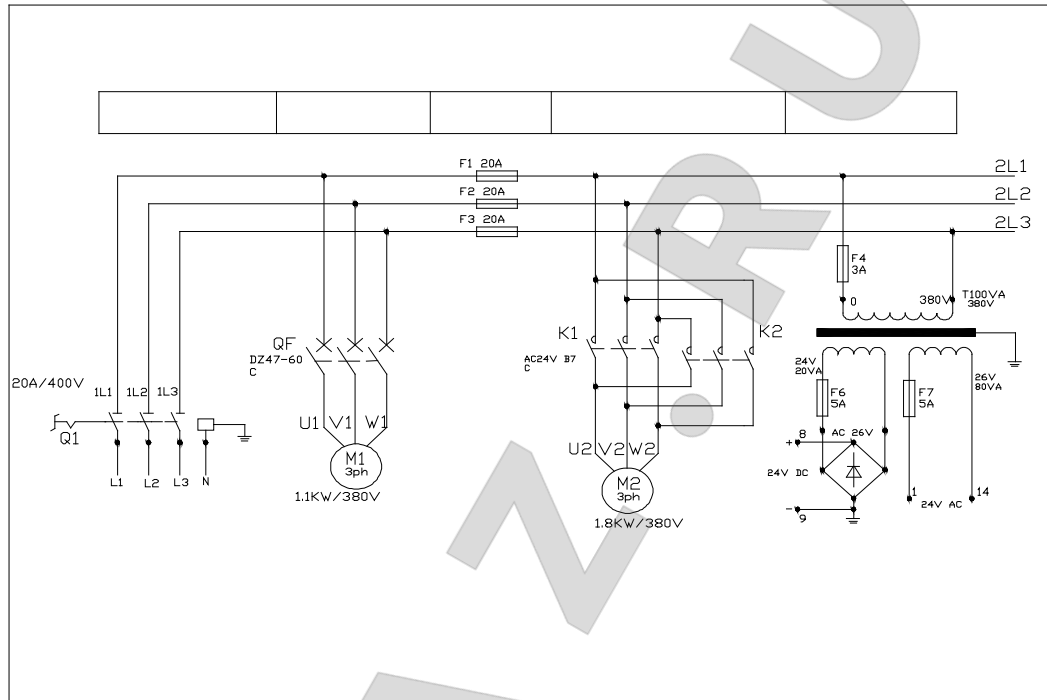 F1 20A
2L1
F2 20A
2L2
F3 20A
2L3
F4
3A
0
380V
T100VA
380V
K1
K2
QF
DZ47-60
C
AC24V B7
C
24V
20VA
26V
80VA
20A/400V
1L1
1L2
1L3
F6
5A
F7
5A
Q1
U1
V1
W1
M1
3ph
1.1KW/380V
U2
V2
W2
M2
3ph
1.8KW/380V
+
8
AC 26V
24V DC
-
9
1
14
24V AC
L1
L2
L3
N
Z.RU